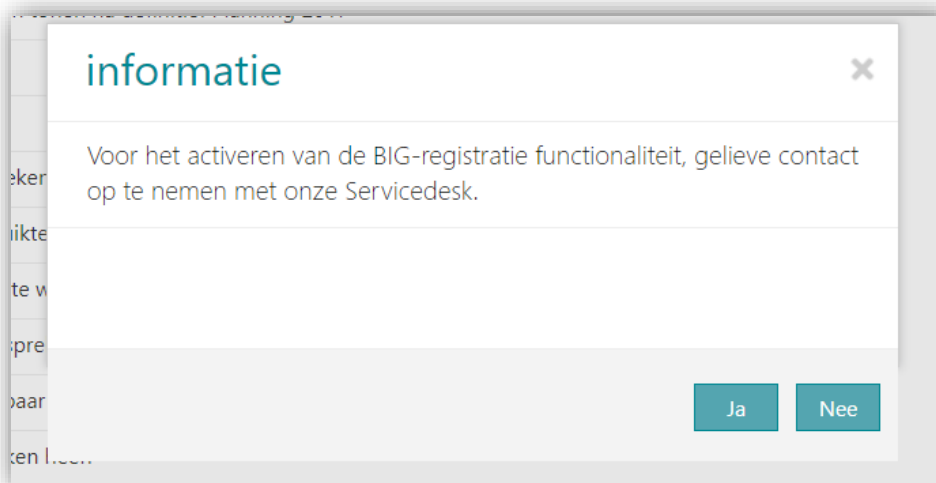 informatie
Voor het activeren van de BIG-registratie functionaliteit, gelieve contact
op te nemen met onze Servicedesk.
te w
Ja
Nee